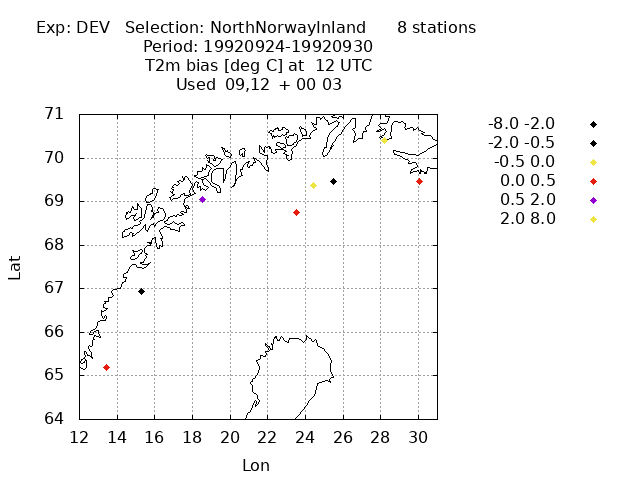 Exp: DEV Selection: NorthNorwayInland 8 stations
Period: 19920924-19920930
T2m bias [deg C] at 12 UTC
Used 09,12 + 00 03
-8.0 -2.0
-2.0 -0.5
-0.5 0.0
0.0 0.5
0.5 2.0
2.0 8.0
71
70
69
68
67
66
65
64
Lat
12 14 16 18 20 22 24 26 28 30
Lon